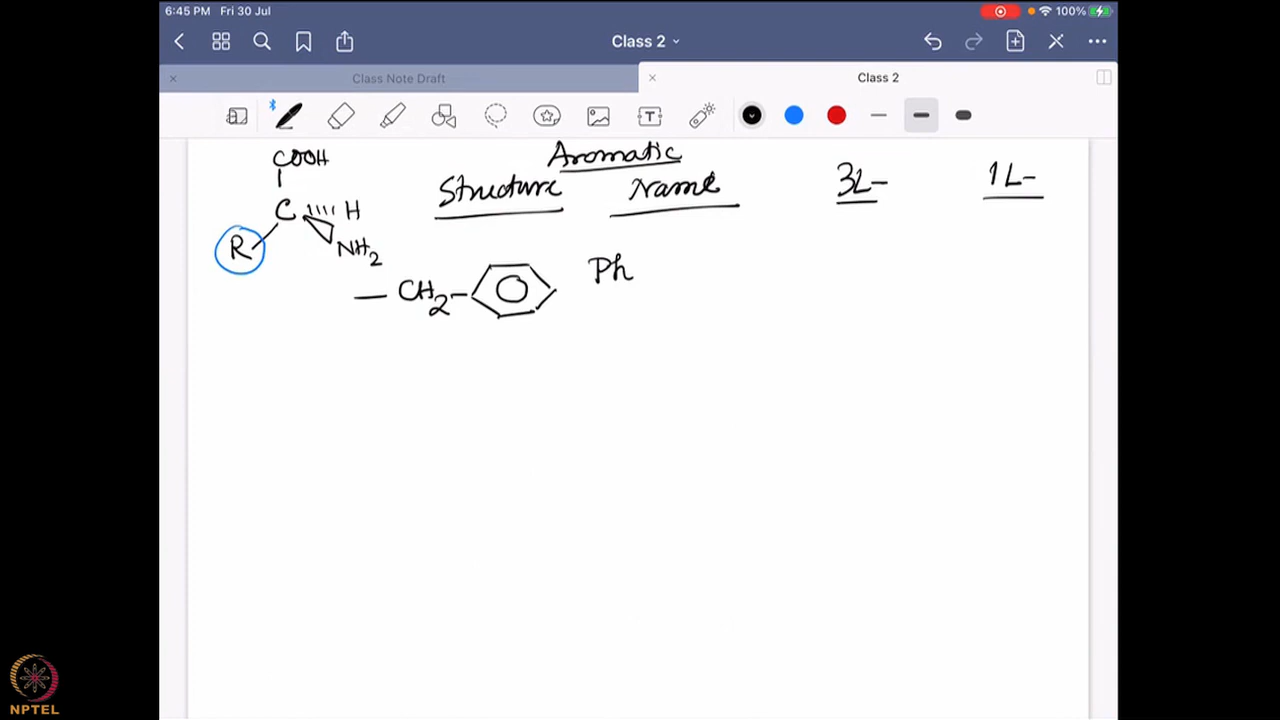 6:45 PM Fri 30 Jul 100%
Class 2
Class Note Draft Class 2
T
COOH
Aromatic
Structure Name 3L- 1L-
C H
R NH2
CH2 Ph
NPTEL